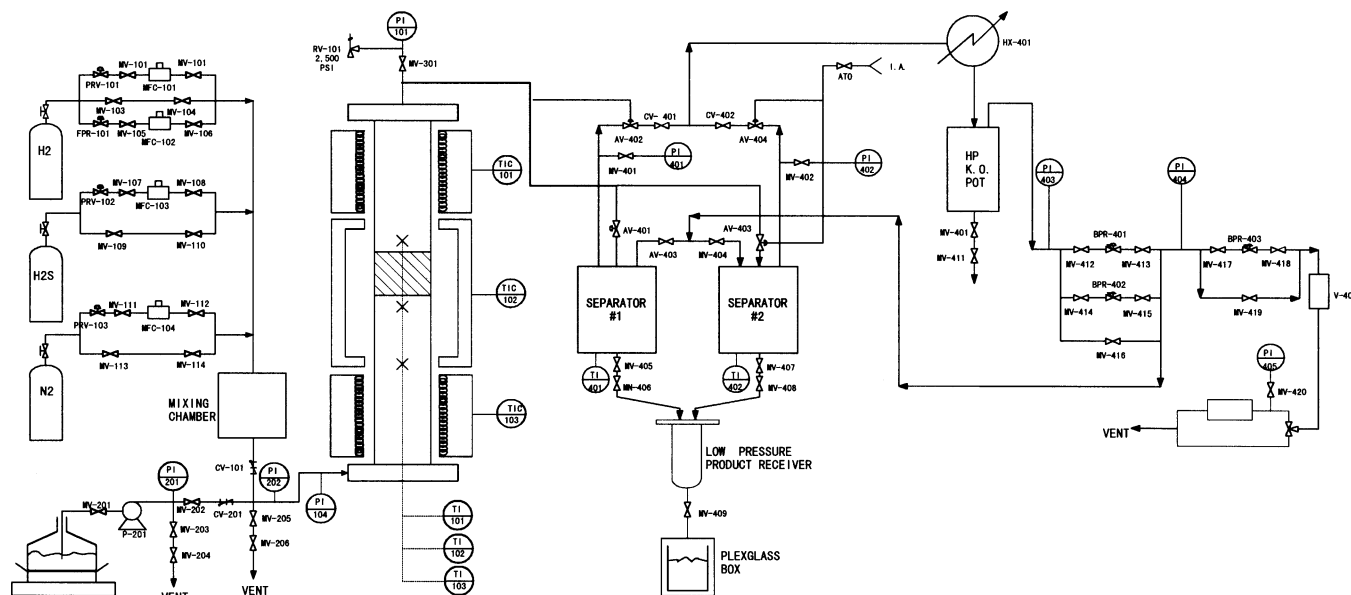 PI
101
RV-101
2,500
PSI
MV-301
HX-401
ATO
I.A.
MV-101
MV-101
PRV-101
MFC-101
MV-103
MV-104
FPR-101
MV-105
MFC-102
MV-106
H2
CV- 401
CV-402
AV-402
AV-404
PI
401
MV-401
PI
402
MV-402
TIC
101
HP
K.O.
POT
PI
403
PI
404
MV-107
MV-108
PRV-102
MFC-103
MV-109
MV-110
H2S
AV-401
AV-403
AV-403
MV-404
MV-401
MV-411
BPR-401
MV-412
MV-413
BPR-403
MV-417
MV-418
BPR-402
MV-414
MV-415
MV-419
MV-416
V-40
TIC
102
SEPARATOR
#1
SEPARATOR
#2
MV-111
MV-112
PRV-103
MFC-104
MV-113
MV-114
N2
TI
401
MV-405
MN-406
TI
402
MV-407
MV-408
PI
405
MV-420
VENT
MIXING
CHAMBER
TIC
103
LOW PRESSURE
PRODUCT RECEIVER
CV-101
PI
201
PI
202
PI
104
MV-201
P-201
MV-202
CV-201
MV-205
MV-203
MV-206
MV-204
MV-409
TI
101
TI
102
TI
103
PLEXGLASS
BOX
VENT
VENT